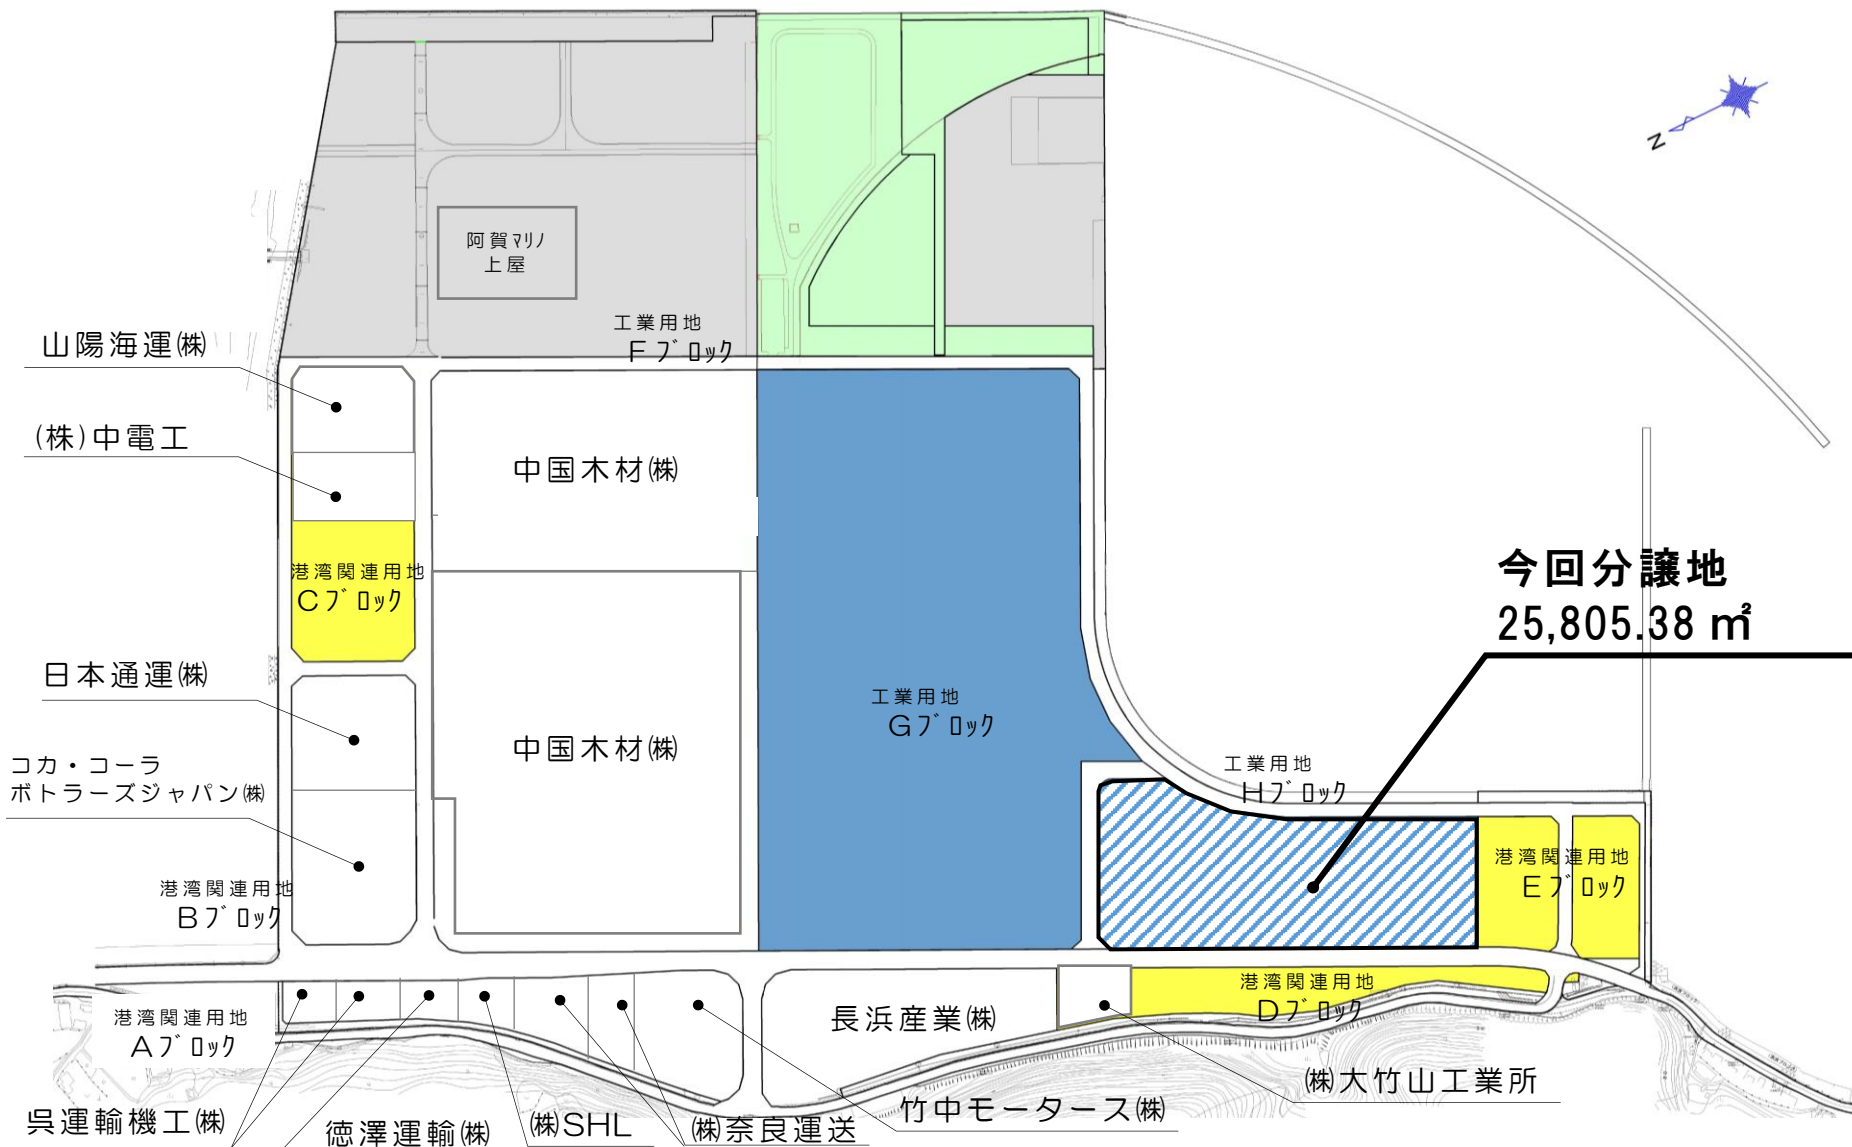 N
阿賀マリノ
上屋
工業用地
Fブロック
山陽海運㈱
(株)中電工
中国木材㈱
港湾関連用地
Cブロック
今回分譲地
25,805.38 ㎡
日本通運㈱
工業用地
Gブロック
中国木材㈱
コカ・コーラ
ボトラーズジャパン㈱
工業用地
Hブロック
港湾関連用地
Eブロック
港湾関連用地
Bブロック
港湾関連用地
Dブロック
港湾関連用地
Aブロック
長浜産業㈱
㈱大竹山工業所
呉運輸機工㈱
徳澤運輸㈱
㈱SHL
㈱奈良運送
竹中モータース㈱